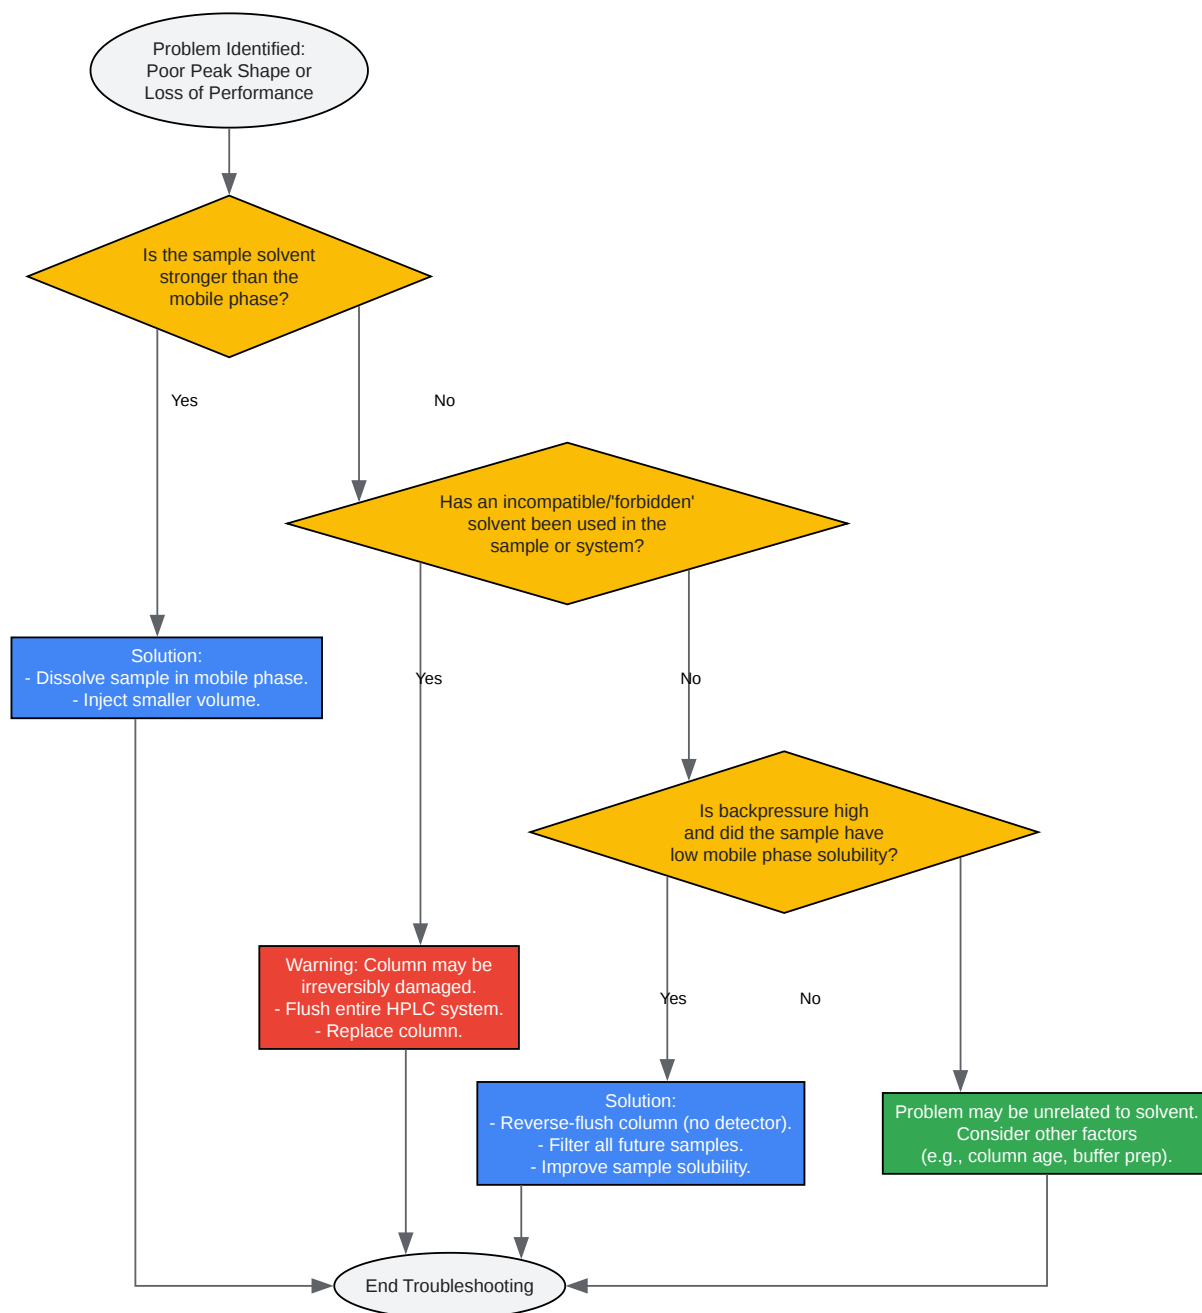 Problem Identified:
Poor Peak Shape or
Loss of Performance
Is the sample solvent
stronger than the
mobile phase?
Yes
No
Has an incompatible/'forbidden'
solvent been used in the
sample or system?
Solution:
- Dissolve sample in mobile phase.
- Inject smaller volume.
Yes
No
Is backpressure high
and did the sample have
low mobile phase solubility?
Warning: Column may be
irreversibly damaged.
- Flush entire HPLC system.
- Replace column.
Yes
No
Solution:
- Reverse-flush column (no detector).
- Filter all future samples.
- Improve sample solubility.
Problem may be unrelated to solvent.
Consider other factors
(e.g., column age, buffer prep).
End Troubleshooting